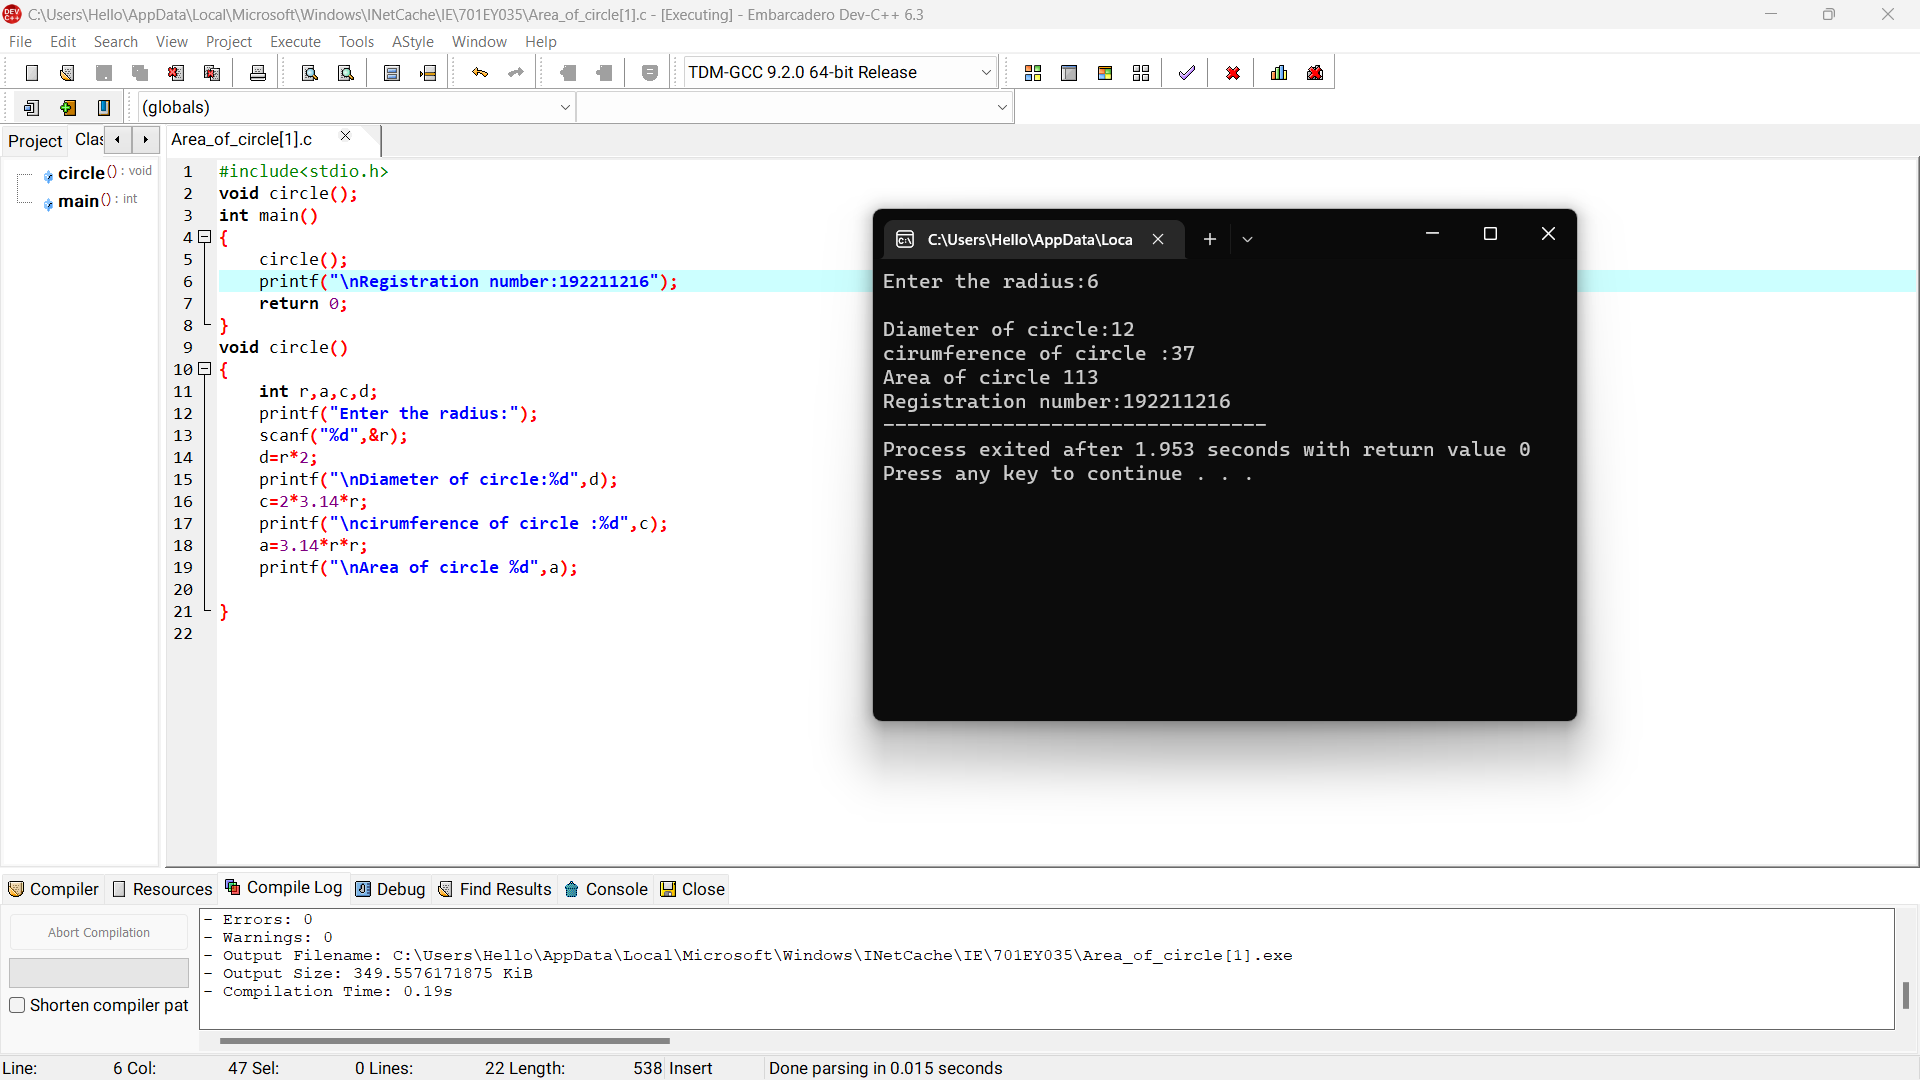 C:\Users\Hello\AppData\Local\Microsoft\Windows\INetCache\IE\701EY035\Area_of_circle[1].c - [Executing] - Embarcadero Dev-C++ 6.3
File Edit Search View Project Execute Tools AStyle Window Help
TDM-GCC 9.2.0 64-bit Release
(globals)
Project Clas
Area_of_circle[1].c
circle() : void
main() : int
1 #include<stdio.h>
2 void circle();
3 int main()
4 {
5 circle();
6 printf("\nRegistration number:192211216");
7 return 0;
8 }
9 void circle()
10 {
11 int r,a,c,d;
12 printf("Enter the radius:");
13 scanf("%d",&r);
14 d=r*2;
15 printf("\nDiameter of circle:%d",d);
16 c=2*3.14*r;
17 printf("\ncirumference of circle :%d",c);
18 a=3.14*r*r;
19 printf("\nArea of circle %d",a);
20
21 }
22
C:\Users\Hello\AppData\Loca
Enter the radius:6
Diameter of circle:12
cirumference of circle :37
Area of circle 113
Registration number:192211216
--------------------------------
Process exited after 1.953 seconds with return value 0
Press any key to continue . . .
Compiler Resources Compile Log Debug Find Results Console Close
Abort Compilation
Shorten compiler pat
- Errors: 0
- Warnings: 0
- Output Filename: C:\Users\Hello\AppData\Local\Microsoft\Windows\INetCache\IE\701EY035\Area_of_circle[1].exe
- Output Size: 349.5576171875 KiB
- Compilation Time: 0.19s
Line: 6 Col: 47 Sel: 0 Lines: 22 Length: 538 Insert Done parsing in 0.015 seconds